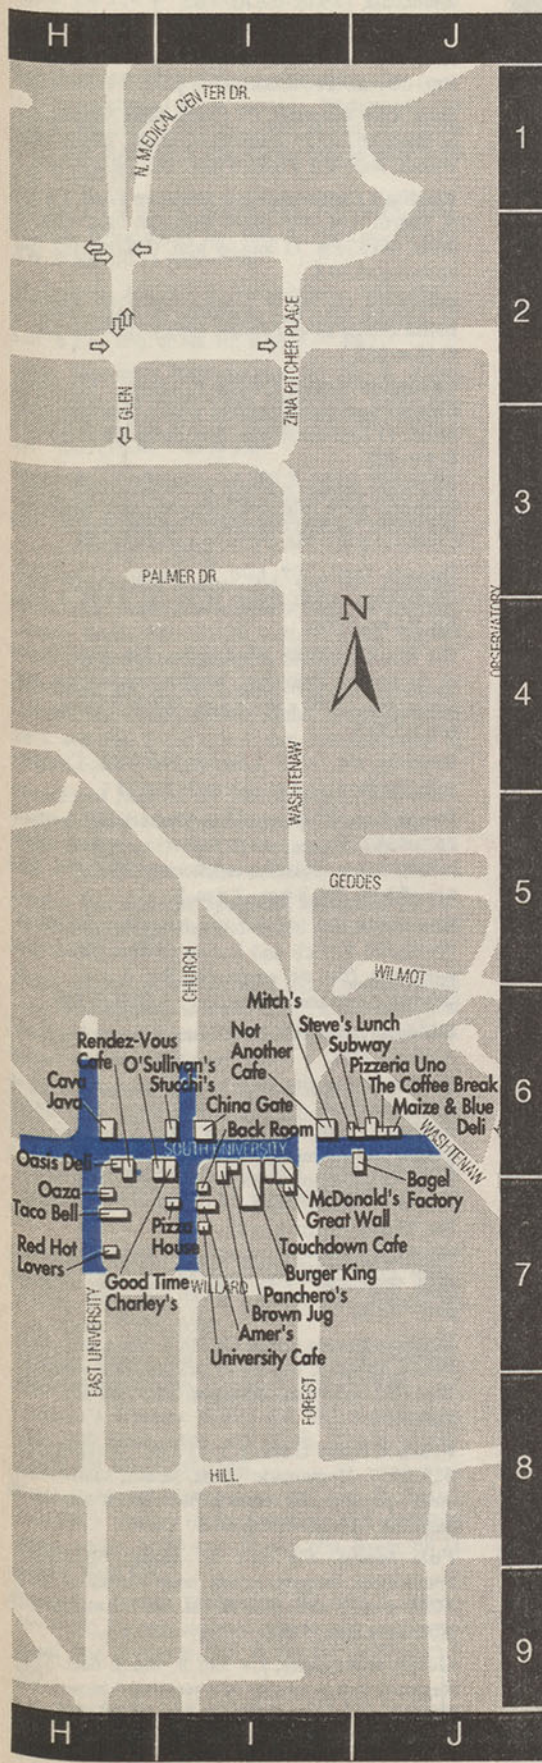 H I J
N. MEDICAL CENTER DR.
1
2
ZINA PITCHER PLACE
GLEN
3
PALMER DR
N
OBSERVATORY
4
WASHTENAW
5
GEDDES
CHURCH
WILMOT
Mitch's
Steve's Lunch
Subway
Pizzeria Uno
The Coffee Break
Maize & Blue
Deli
Not
Another
Cafe
Rendez-Vous
Cafe
O'Sullivan's
Stucchi's
Cava
Java
China Gate
Back Room
6
SOUTH UNIVERSITY
WASHTENAW
Oasis Deli
Oaza
Taco Bell
Red Hot
Lovers
Pizza
House
Good Time
Charley's
Bagel
Factory
McDonald's
Great Wall
Touchdown Cafe
Burger King
Panchero's
Brown Jug
Amer's
University Cafe
7
WILLARD
EAST UNIVERSITY
FOREST
8
HILL
9
H I J